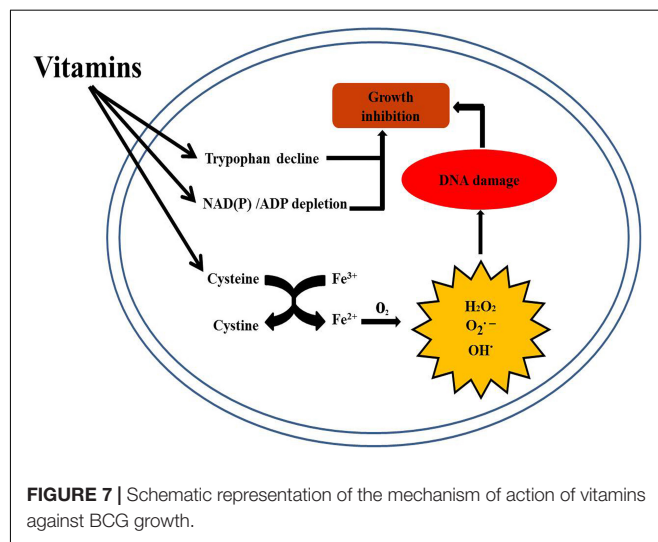 Vitamins
Growth
inhibition
Trypophan decline
DNA damage
NAD(P) /ADP depletion
Cysteine
Fe³⁺
H₂O₂
O₂·⁻
OH·
Cystine
Fe²⁺
O₂
FIGURE 7 | Schematic representation of the mechanism of action of vitamins
against BCG growth.